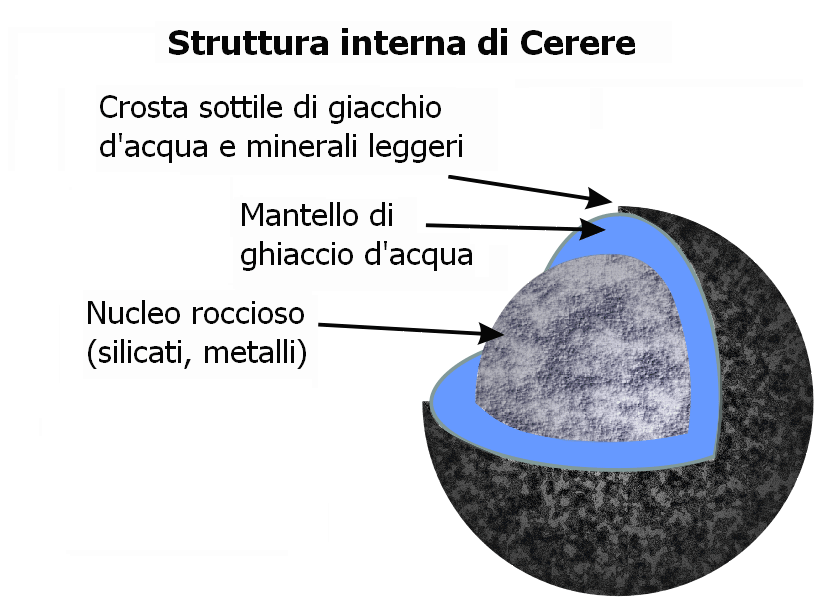 Struttura interna di Cerere
Crosta sottile di giacchio
d'acqua e minerali leggeri
Mantello di
ghiaccio d'acqua
Nucleo roccioso
(silicati, metalli)